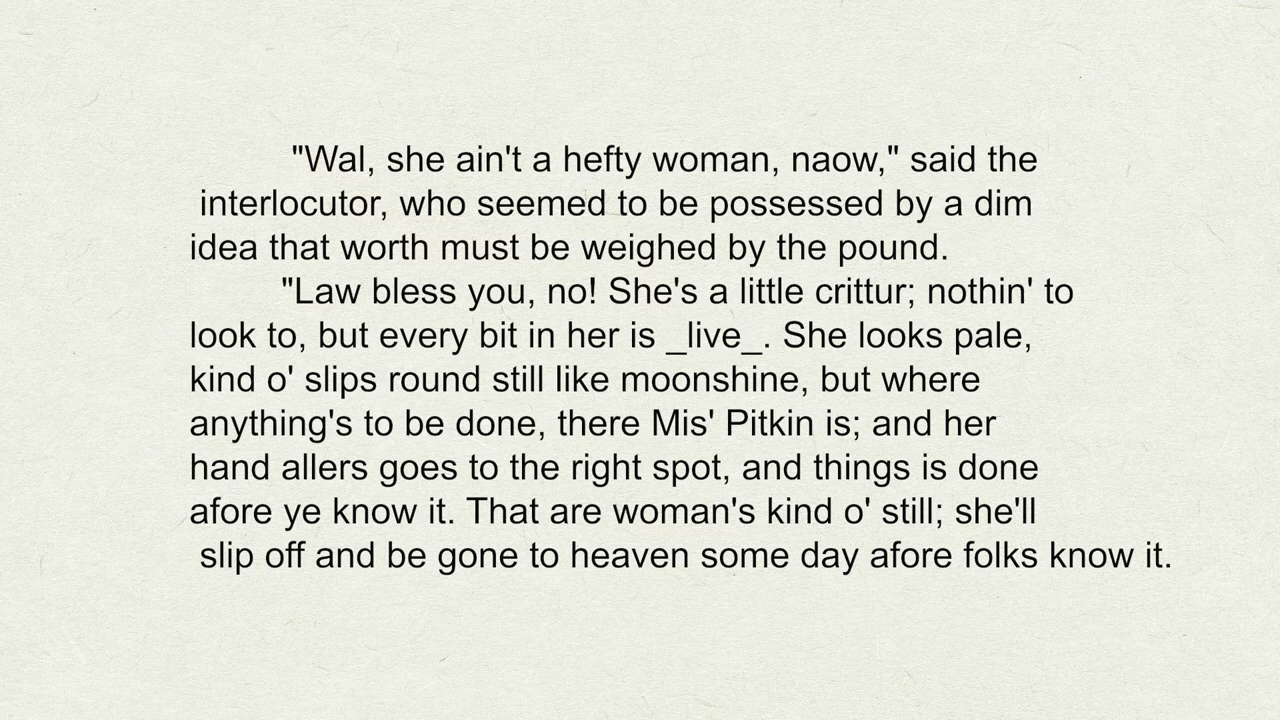 "Wal, she ain't a hefty woman, naow," said the
interlocutor, who seemed to be possessed by a dim
idea that worth must be weighed by the pound.
"Law bless you, no! She's a little crittur; nothin' to
look to, but every bit in her is _live_. She looks pale,
kind o' slips round still like moonshine, but where
anything's to be done, there Mis' Pitkin is; and her
hand allers goes to the right spot, and things is done
afore ye know it. That are woman's kind o' still; she'll
slip off and be gone to heaven some day afore folks know it.